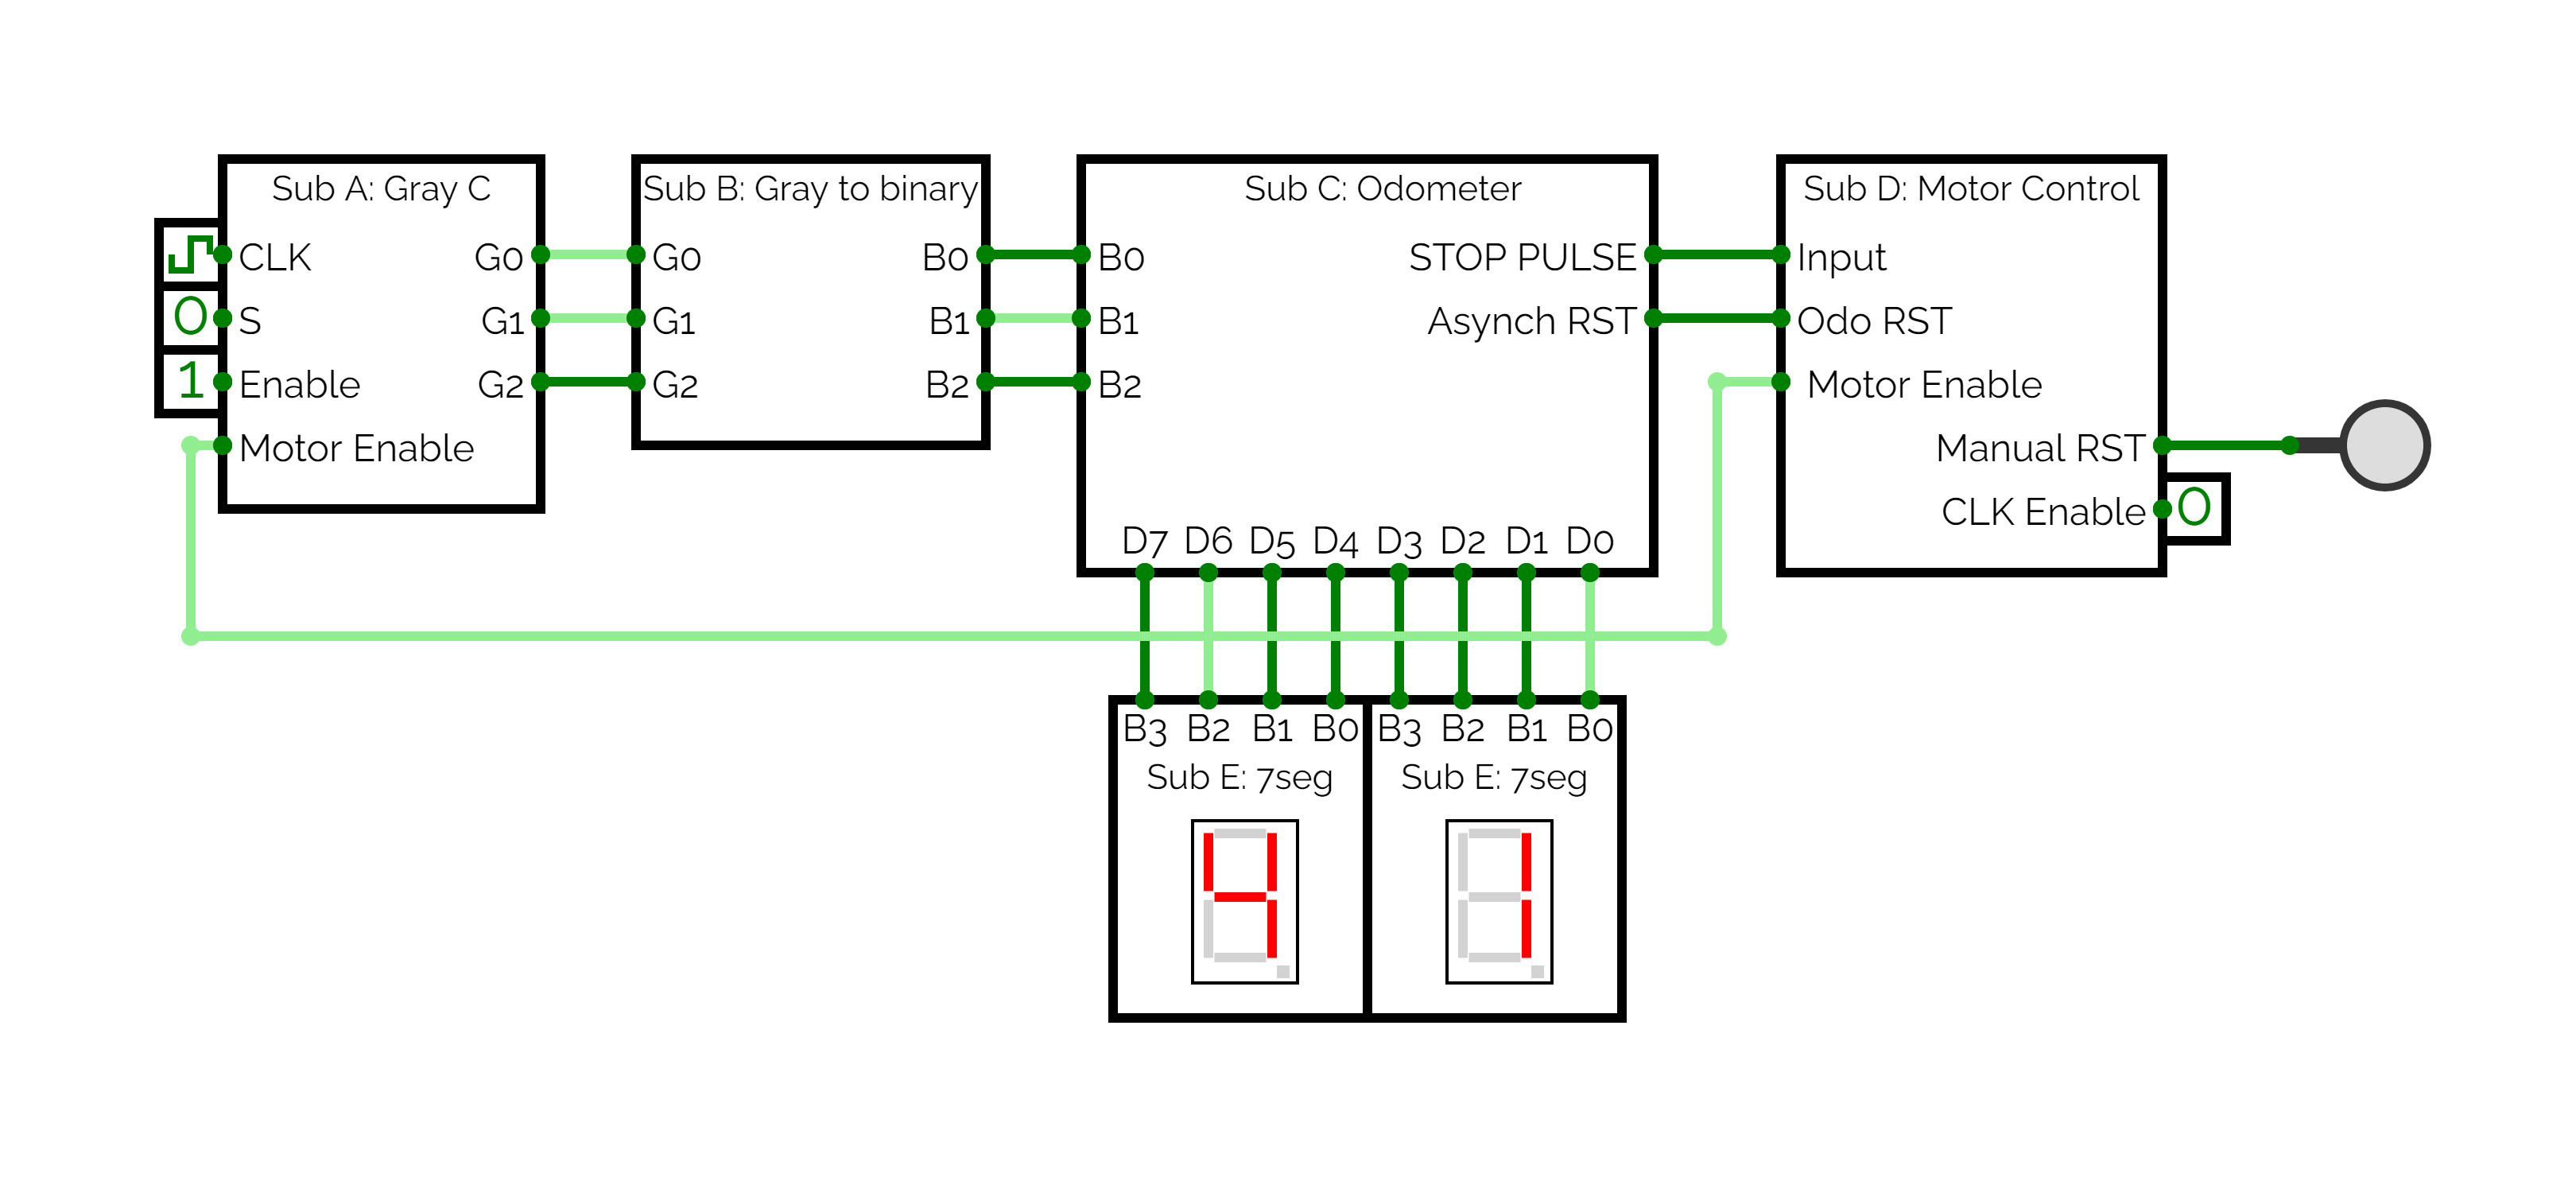 Sub A: Gray C
CLK
0 S
1 Enable
Motor Enable
G0
G1
G2
Sub B: Gray to binary
G0
G1
G2
B0
B1
B2
Sub C: Odometer
B0
B1
B2
STOP PULSE
Asynch RST
D7 D6 D5 D4 D3 D2 D1 D0
Sub D: Motor Control
Input
Odo RST
Motor Enable
Manual RST
CLK Enable 0
B3 B2 B1 B0
Sub E: 7seg
4
B3 B2 B1 B0
Sub E: 7seg
1